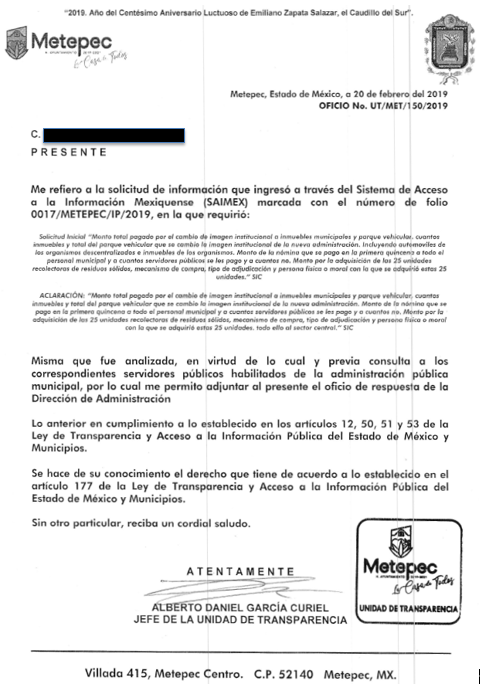 "2019. Año del Centésimo Aniversario Luctuoso de Emiliano Zapata Salazar, el Caudillo del Sur".
Metepec
H. AYUNTAMIENTO 2019-2021
La Casa de Todos
Metepec, Estado de México, a 20 de febrero del 2019
OFICIO No. UT/MET/150/2019
C.
P R E S E N T E
Me refiero a la solicitud de información que ingresó a través del Sistema de Acceso
a la Información Mexiquense (SAIMEX) marcada con el número de folio
0017/METEPEC/IP/2019, en la que requirió:
Solicitud Inicial "Monto total pagado por el cambio de imagen institucional a inmuebles municipales y parque vehicular, cuantos
inmuebles y total del parque vehicular que se cambio la imagen institucional de la nueva administración. Incluyendo automoviles de
los organismos descentralizados e inmuebles de los organismos. Monto de la nómina que se pago en la primera quincena a todo el
personal municipal y a cuantos servidores públicos se les pago y a cuantos no. Monto por la adquisición de las 25 unidades
recolectoras de residuos sólidos, mecanismo de compra, tipo de adjudicación y persona física o moral con la que se adquirió estas 25
unidades." SIC
ACLARACIÓN: "Monto total pagado por el cambio de imagen institucional a inmuebles municipales y parque vehicular, cuantos
inmuebles y total del parque vehicular que se cambio la imagen institucional de la nueva administración. Monto de la nómina que se
pago en la primera quincena a todo el personal municipal y a cuantos servidores públicos se les pago y a cuantos no. Monto por la
adquisición de las 25 unidades recolectoras de residuos sólidos, mecanismo de compra, tipo de adjudicación y persona física o moral
con la que se adquirió estas 25 unidades, todo ello al sector central." SIC
Misma que fue analizada, en virtud de lo cual y previa consulta a los
correspondientes servidores públicos habilitados de la administración pública
municipal, por lo cual me permito adjuntar al presente el oficio de respuesta de la
Dirección de Administración
Lo anterior en cumplimiento a lo establecido en los artículos 12, 50, 51 y 53 de la
Ley de Transparencia y Acceso a la Información Pública del Estado de México y
Municipios.
Se hace de su conocimiento el derecho que tiene de acuerdo a lo establecido en el
artículo 177 de la Ley de Transparencia y Acceso a la Información Pública del
Estado de México y Municipios.
Sin otro particular, reciba un cordial saludo.
A T E N T A M E N T E
ALBERTO DANIEL GARCÍA CURIEL
JEFE DE LA UNIDAD DE TRANSPARENCIA
Metepec
H. AYUNTAMIENTO 2019-2021
La Casa de Todos
UNIDAD DE TRANSPARENCIA
Villada 415, Metepec Centro. C.P. 52140 Metepec, MX.